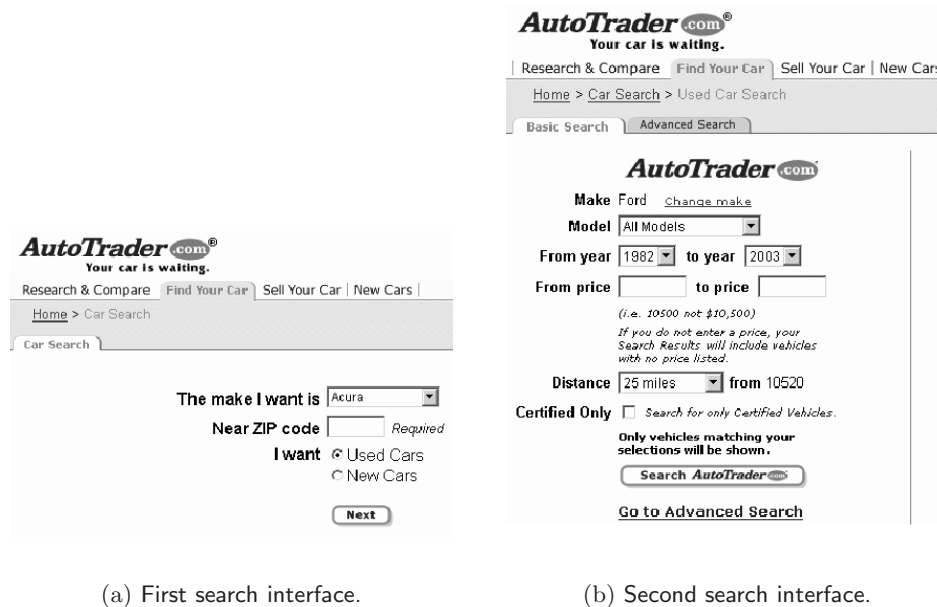 AutoTrader.com®
Your car is waiting.
Research & Compare Find Your Car Sell Your Car | New Cars |
Home > Car Search
Car Search
The make I want is Acura
Near ZIP code Required
I want Used Cars
New Cars
Next
(a) First search interface.
AutoTrader.com®
Your car is waiting.
| Research & Compare Find Your Car Sell Your Car | New Cars
Home > Car Search > Used Car Search
Basic Search Advanced Search
AutoTrader.com
Make Ford Change make
Model All Models
From year 1982 to year 2003
From price to price
(i.e. 10500 not $10,500)
If you do not enter a price, your
Search Results will include vehicles
with no price listed.
Distance 25 miles from 10520
Certified Only Search for only Certified Vehicles.
Only vehicles matching your
selections will be shown.
Search AutoTrader.com
Go to Advanced Search
(b) Second search interface.